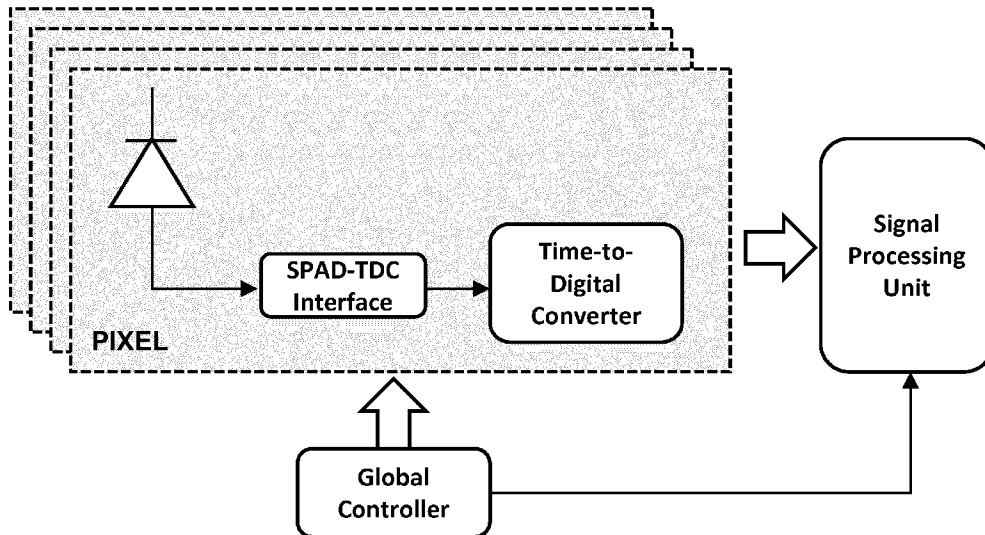 SPAD-TDC
Interface
Time-to-
Digital
Converter
PIXEL
Signal
Processing
Unit
Global
Controller